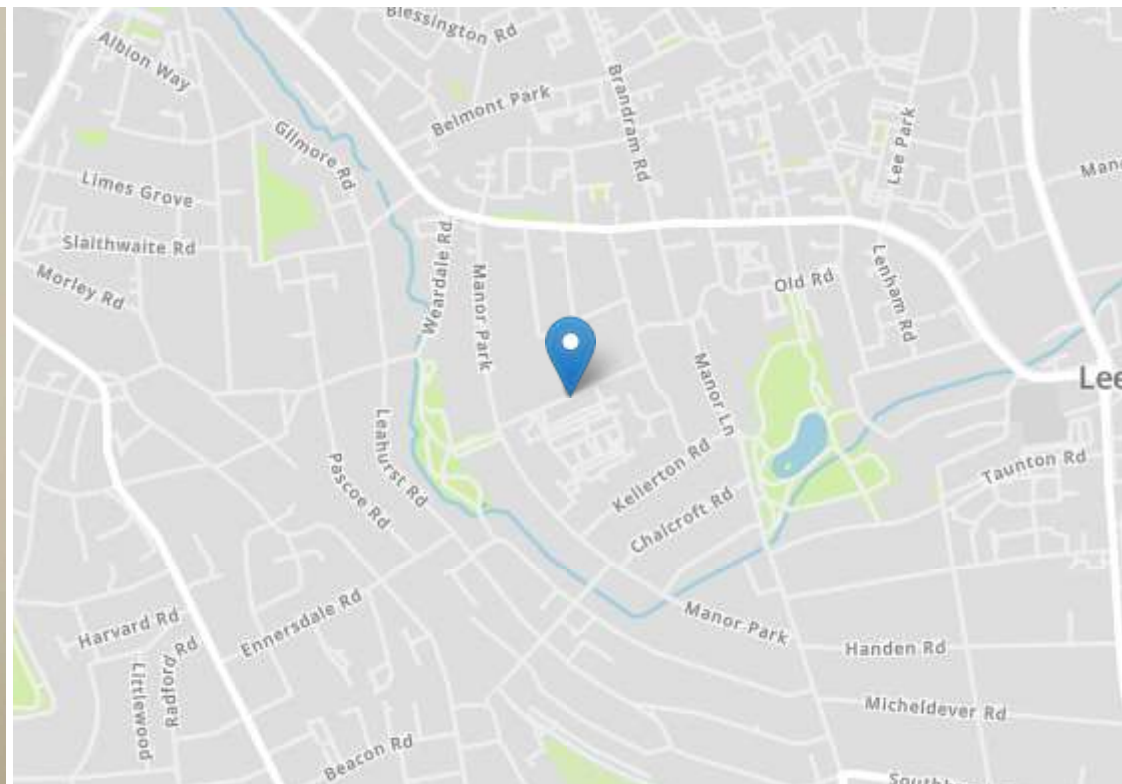 Blessington Rd
Albion Way
Belmont Park
Brandram Rd
Lee Park
Gilmore Rd
Limes Grove
Slaithwaite Rd
Weardale Rd
Morley Rd
Manor Park
Old Rd
Lenham Rd
Lee
Manor Ln
Leahurst Rd
Pascoe Rd
Kellerton Rd
Taunton Rd
Chalcroft Rd
Ennersdale Rd
Manor Park
Harvard Rd
Radford Rd
Littlewood
Handen Rd
Micheldever Rd
Beacon Rd